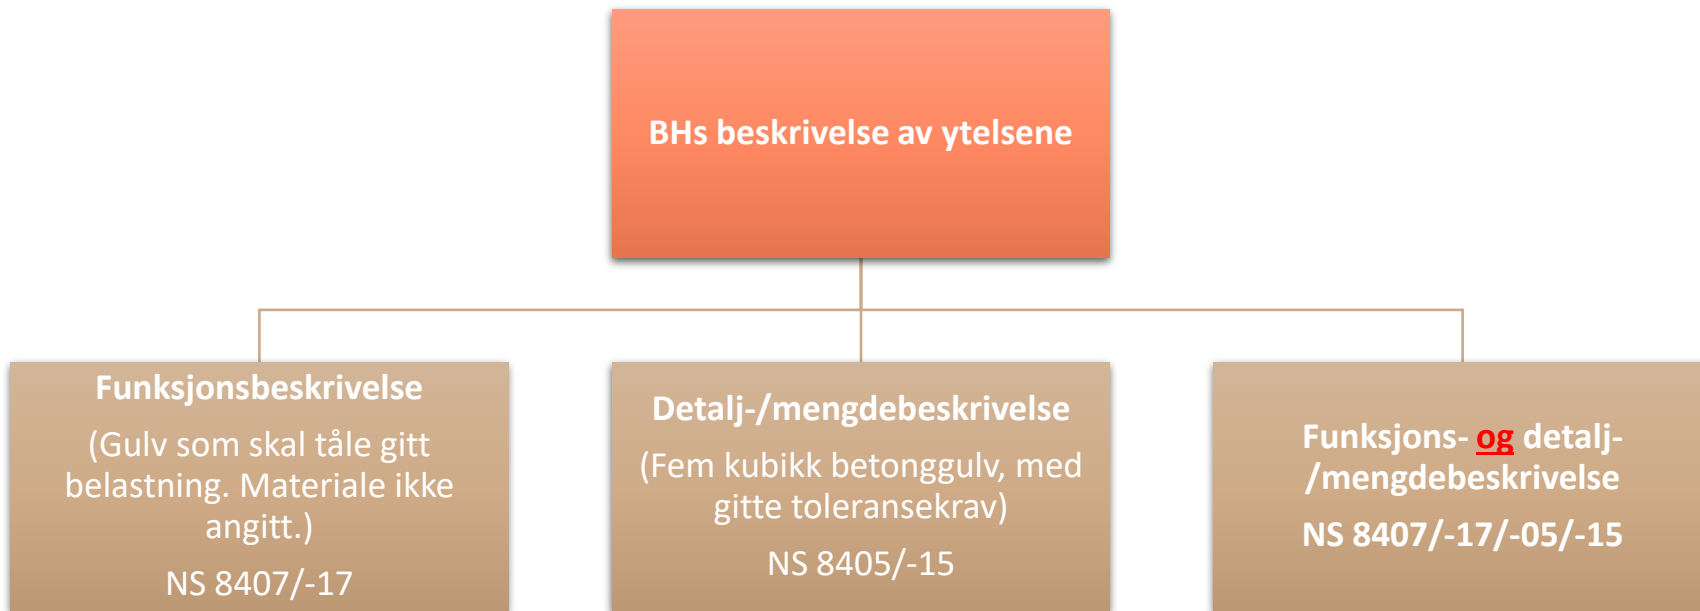 BHs beskrivelse av ytelsene
Funksjonsbeskrivelse
(Gulv som skal tåle gitt
belastning. Materiale ikke
angitt.)
NS 8407/-17
Detalj-/mengdebeskrivelse
(Fem kubikk betonggulv, med
gitte toleransekrav)
NS 8405/-15
Funksjons- og detalj-
/mengdebeskrivelse
NS 8407/-17/-05/-15